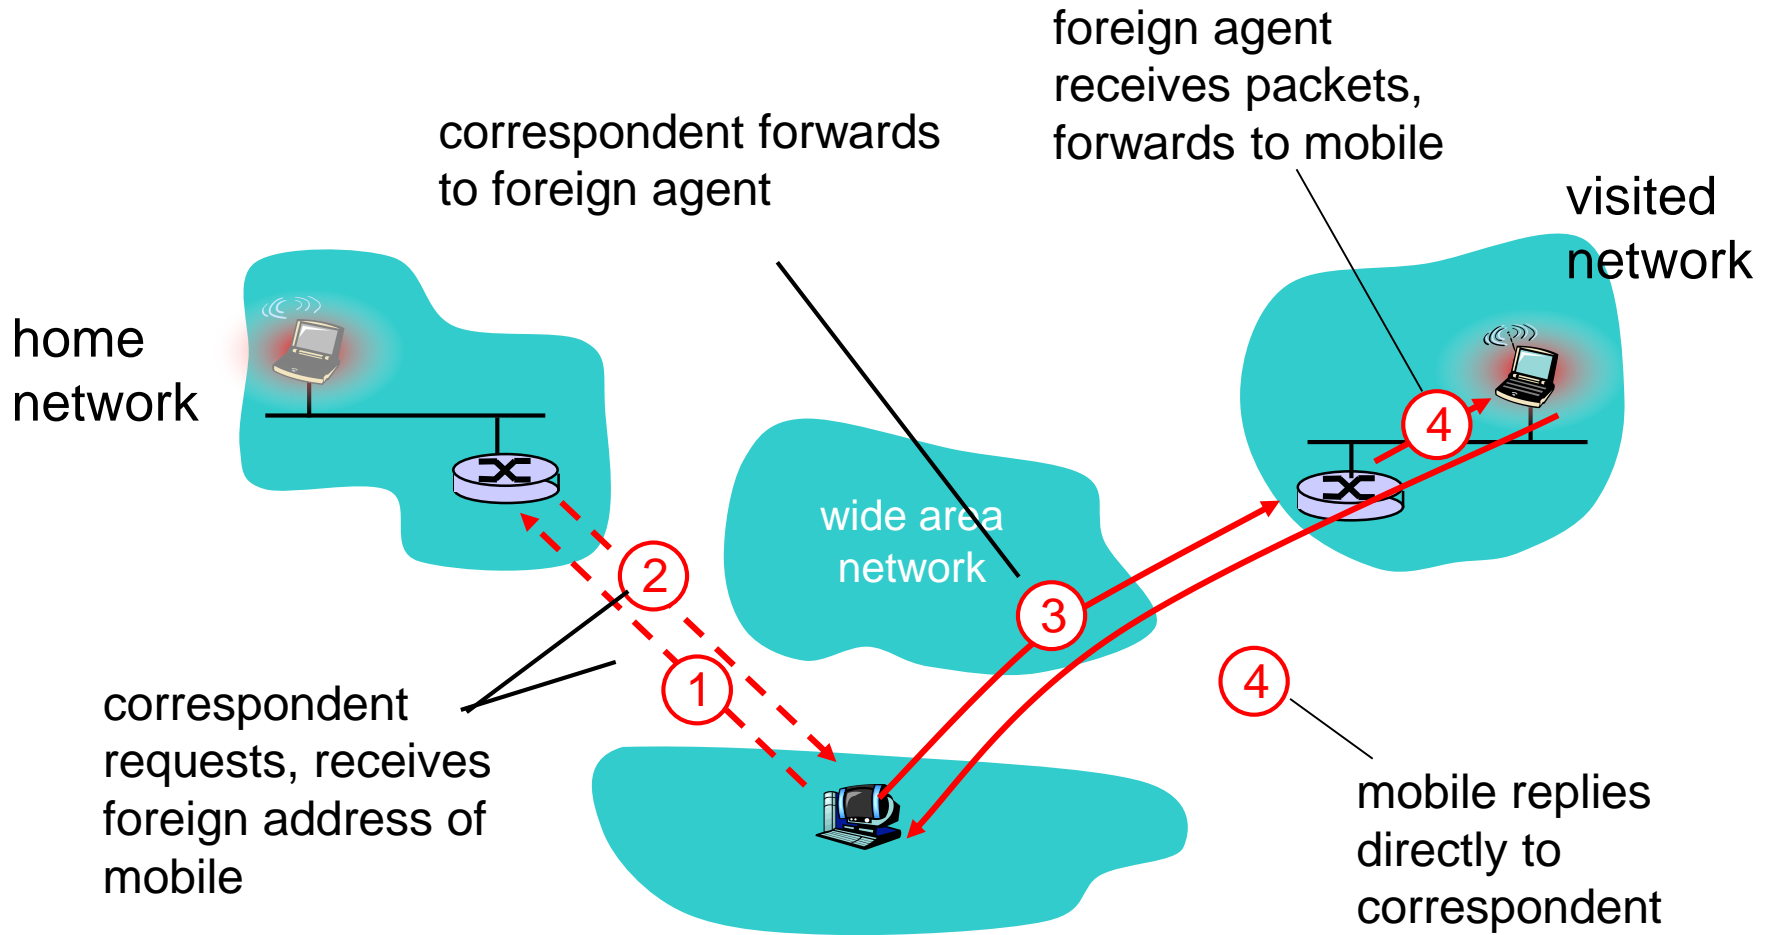 foreign agent
receives packets,
forwards to mobile
correspondent forwards
to foreign agent
visited
network
home
network
4
wide area
network
2
3
1
4
correspondent
requests, receives
foreign address of
mobile
mobile replies
directly to
correspondent